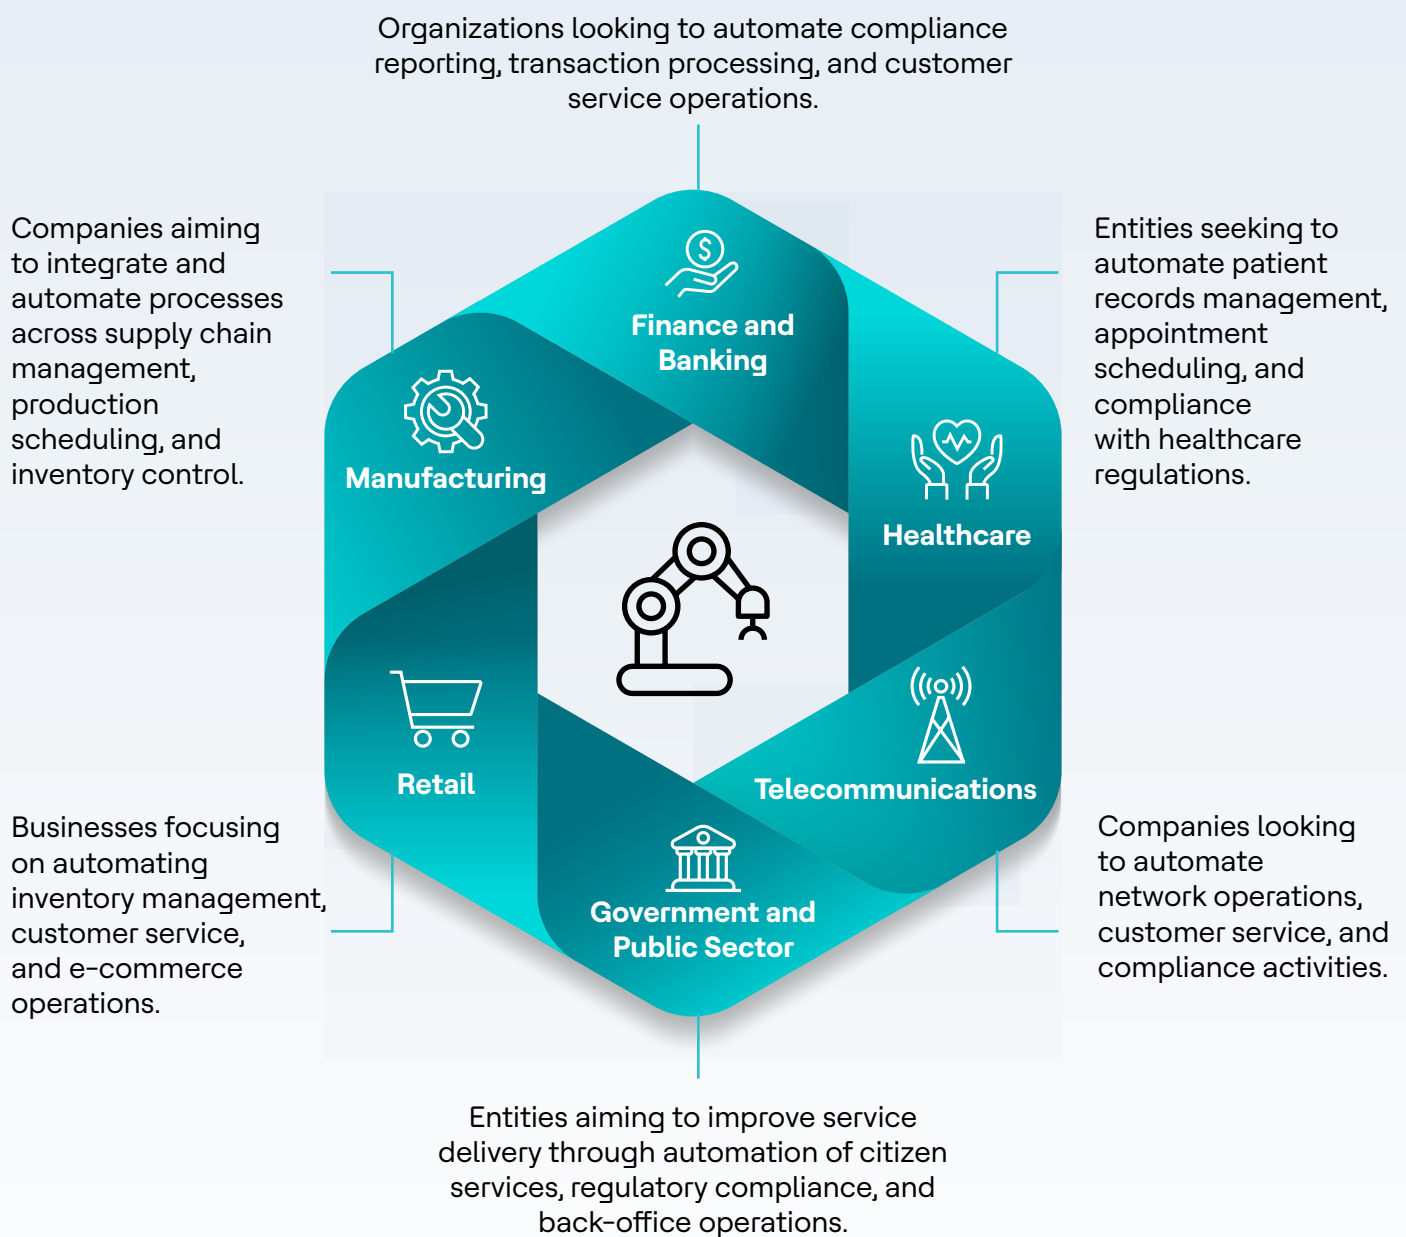 Organizations looking to automate compliance
reporting, transaction processing, and customer
service operations.
Companies aiming
to integrate and
automate processes
across supply chain
management,
production
scheduling, and
inventory control.
Entities seeking to
automate patient
records management,
appointment
scheduling, and
compliance
with healthcare
regulations.
$
Finance and
Banking
Manufacturing
Healthcare
Retail
Telecommunications
Government and
Public Sector
Businesses focusing
on automating
inventory management,
customer service,
and e-commerce
operations.
Companies looking
to automate
network operations,
customer service, and
compliance activities.
Entities aiming to improve service
delivery through automation of citizen
services, regulatory compliance, and
back-office operations.